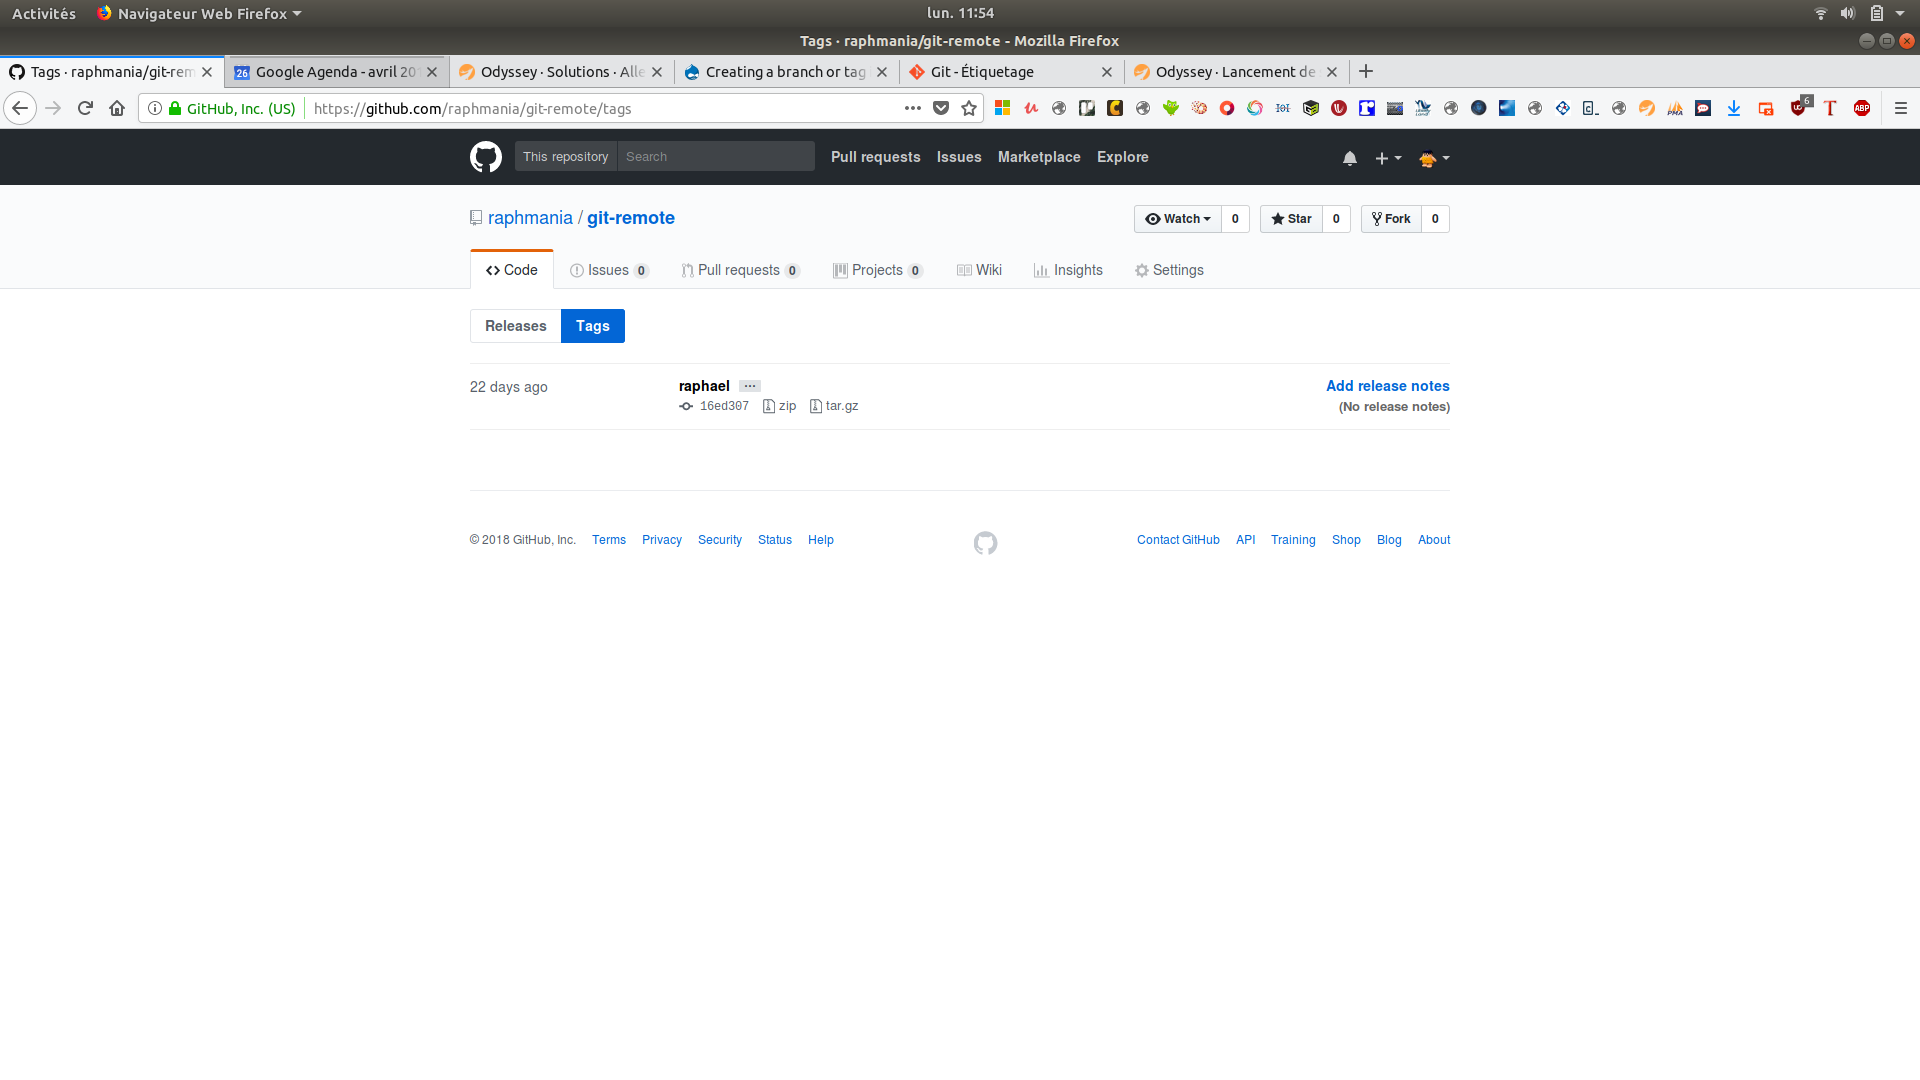 Activités Navigateur Web Firefox lun. 11:54
Tags · raphmania/git-remote - Mozilla Firefox
Tags · raphmania/git-rem Google Agenda - avril 20 Odyssey · Solutions · Alle Creating a branch or tag Git - Étiquetage Odyssey · Lancement de
GitHub, Inc. (US) https://github.com/raphmania/git-remote/tags 6 ABP
This repository Search Pull requests Issues Marketplace Explore
raphmania / git-remote Watch 0 Star 0 Fork 0
Code Issues 0 Pull requests 0 Projects 0 Wiki Insights Settings
Releases Tags
22 days ago raphael ... Add release notes
16ed307 zip tar.gz (No release notes)
© 2018 GitHub, Inc. Terms Privacy Security Status Help Contact GitHub API Training Shop Blog About